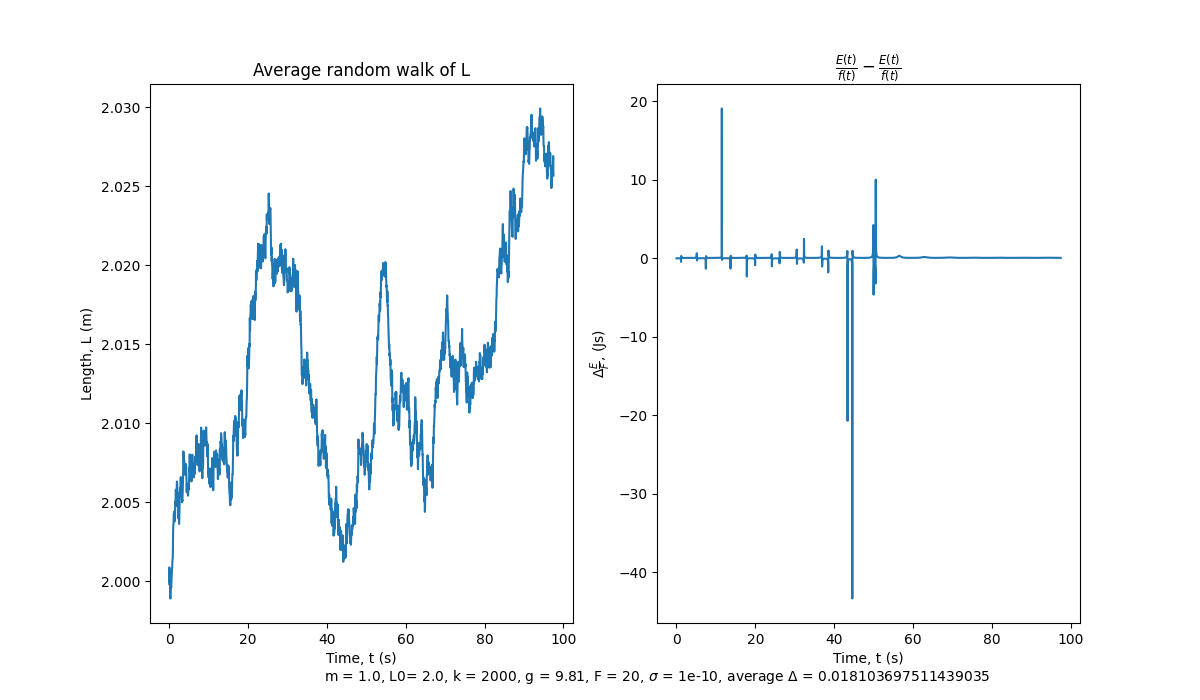 Average random walk of L
2.030
2.025
2.020
2.015
2.010
2.005
2.000
Length, L (m)
0 20 40 60 80 100
Time, t (s)
E(t)/f(t) − E(t)/f(t)
20
10
0
−10
−20
−30
−40
Δ E/F, (Js)
0 20 40 60 80 100
Time, t (s)
m = 1.0, L0= 2.0, k = 2000, g = 9.81, F = 20, σ = 1e-10, average Δ = 0.018103697511439035